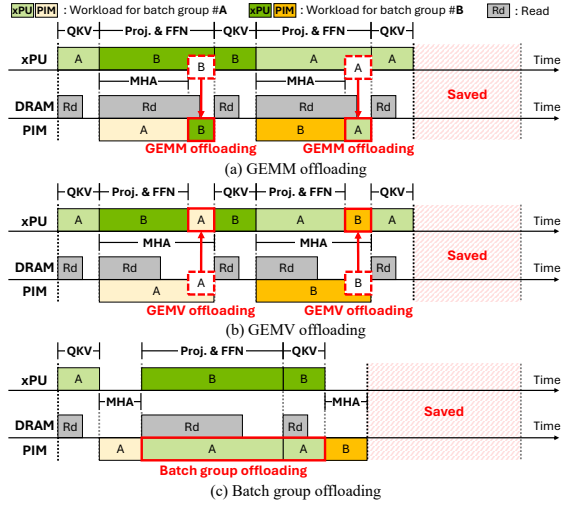 xPU PIM : Workload for batch group #A xPU PIM : Workload for batch group #B Rd : Read
QKV Proj. & FFN QKV Proj. & FFN QKV
xPU A B B B A A A Time
MHA MHA Saved
DRAM Rd Rd Rd Rd Rd Time
PIM A B B A
GEMM offloading GEMM offloading
(a) GEMM offloading
QKV Proj. & FFN QKV Proj. & FFN QKV
xPU A B A B A B A Time
MHA MHA Saved
DRAM Rd Rd Rd Rd Rd Time
PIM A A B B
GEMV offloading GEMV offloading
(b) GEMV offloading
QKV Proj. & FFN QKV
xPU A B B Time
MHA MHA Saved
DRAM Rd Rd Rd Time
PIM A A A B
Batch group offloading
(c) Batch group offloading